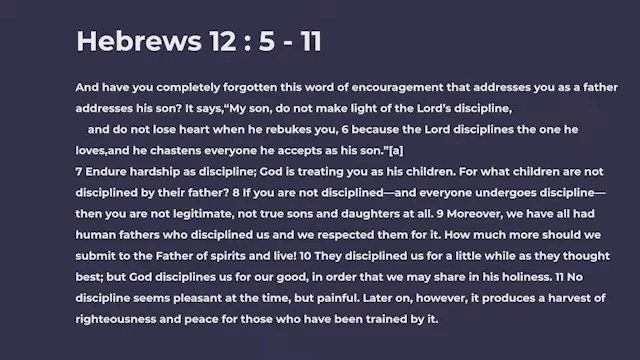 Hebrews 12 : 5 - 11
And have you completely forgotten this word of encouragement that addresses you as a father
addresses his son? It says,“My son, do not make light of the Lord’s discipline,
and do not lose heart when he rebukes you, 6 because the Lord disciplines the one he
loves,and he chastens everyone he accepts as his son.”[a]
7 Endure hardship as discipline; God is treating you as his children. For what children are not
disciplined by their father? 8 If you are not disciplined—and everyone undergoes discipline—
then you are not legitimate, not true sons and daughters at all. 9 Moreover, we have all had
human fathers who disciplined us and we respected them for it. How much more should we
submit to the Father of spirits and live! 10 They disciplined us for a little while as they thought
best; but God disciplines us for our good, in order that we may share in his holiness. 11 No
discipline seems pleasant at the time, but painful. Later on, however, it produces a harvest of
righteousness and peace for those who have been trained by it.